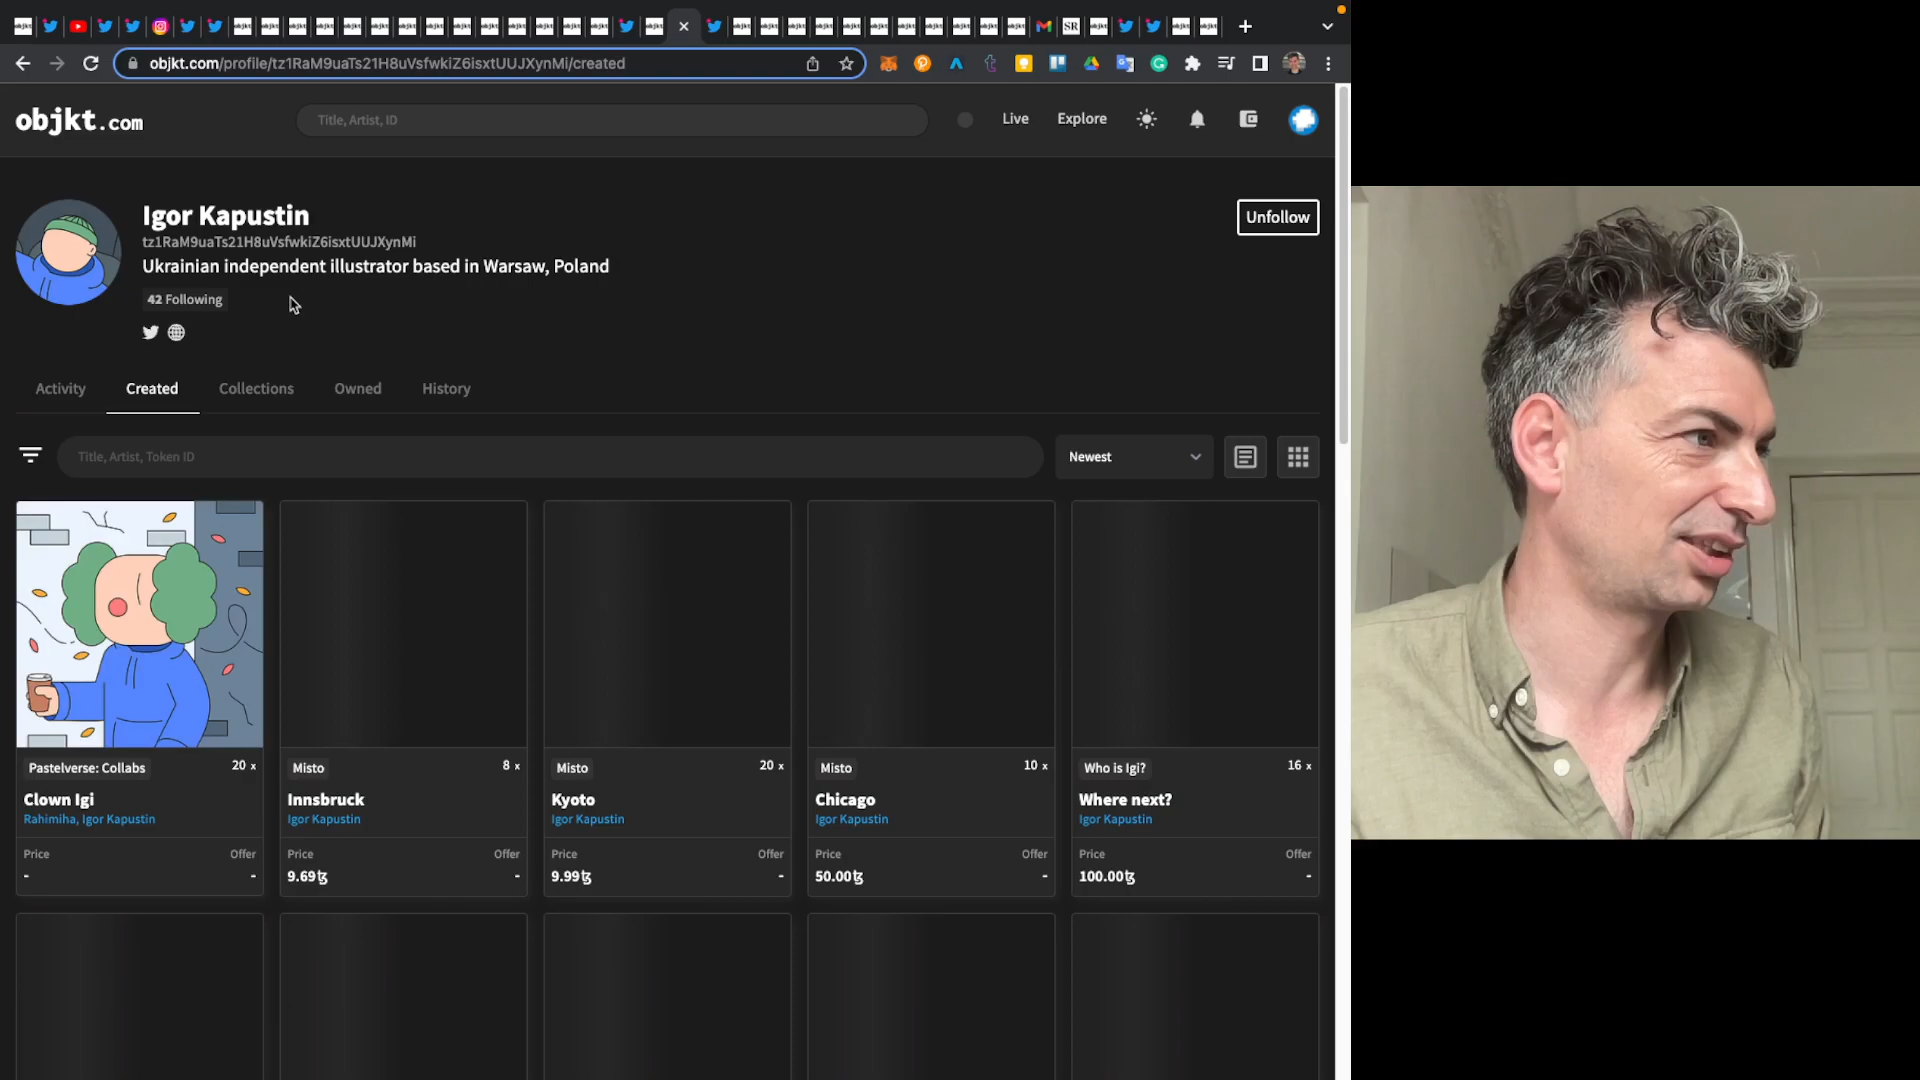 objkt.com/profile/tz1RaM9uaTs21H8uVsfwkiZ6isxtUUJXynMi/created
objkt.com
Title, Artist, ID
Live
Explore
Igor Kapustin
tz1RaM9uaTs21H8uVsfwkiZ6isxtUUJXynMi
Ukrainian independent illustrator based in Warsaw, Poland
42 Following
Unfollow
Activity
Created
Collections
Owned
History
Title, Artist, Token ID
Newest
Pastelverse: Collabs
20 x
Clown Igi
Rahimiha, Igor Kapustin
Price
Offer
-
-
Misto
8 x
Innsbruck
Igor Kapustin
Price
Offer
9.69ꜩ
-
Misto
20 x
Kyoto
Igor Kapustin
Price
Offer
9.99ꜩ
-
Misto
10 x
Chicago
Igor Kapustin
Price
Offer
50.00ꜩ
-
Who is Igi?
16 x
Where next?
Igor Kapustin
Price
Offer
100.00ꜩ
-